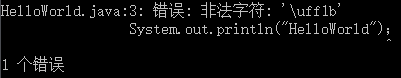 HelloWorld.java:3: 错误: 非法字符: '\uff1b'
System.out.println("HelloWorld")；
^
1 个错误